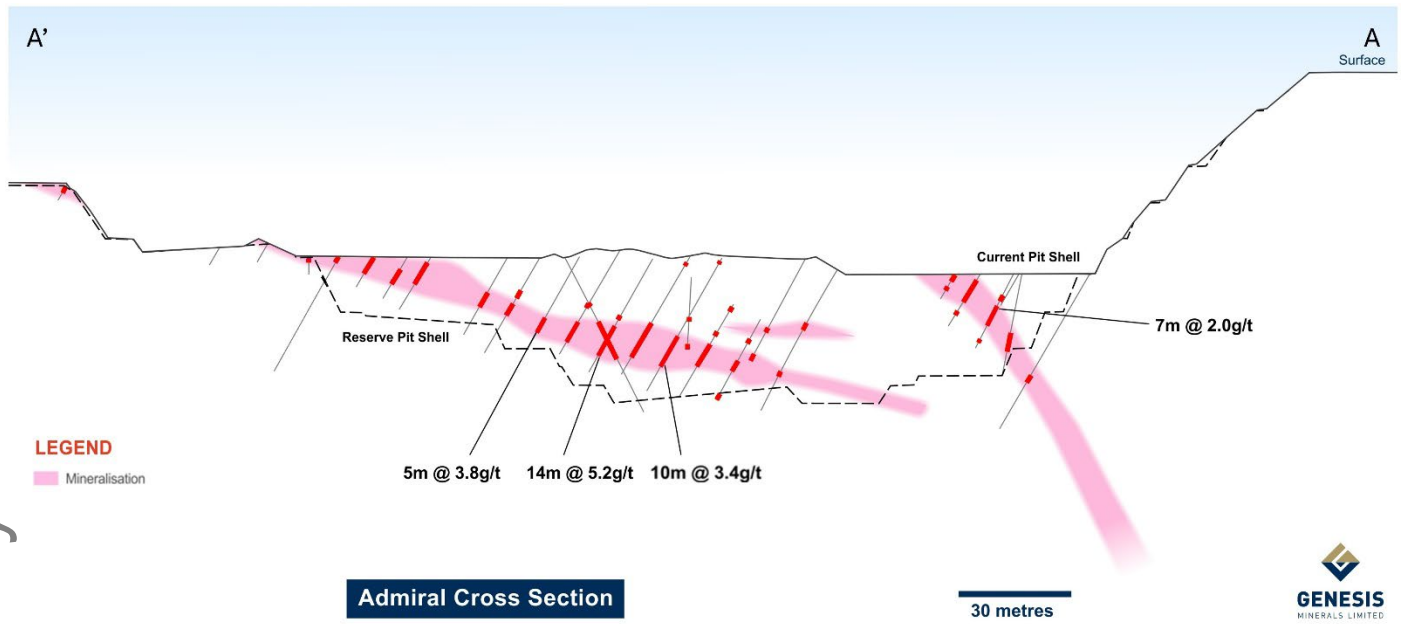 A’
A
Surface
Current Pit Shell
7m @ 2.0g/t
Reserve Pit Shell
LEGEND
Mineralisation
5m @ 3.8g/t
14m @ 5.2g/t
10m @ 3.4g/t
Admiral Cross Section
30 metres
GENESIS
MINERALS LIMITED